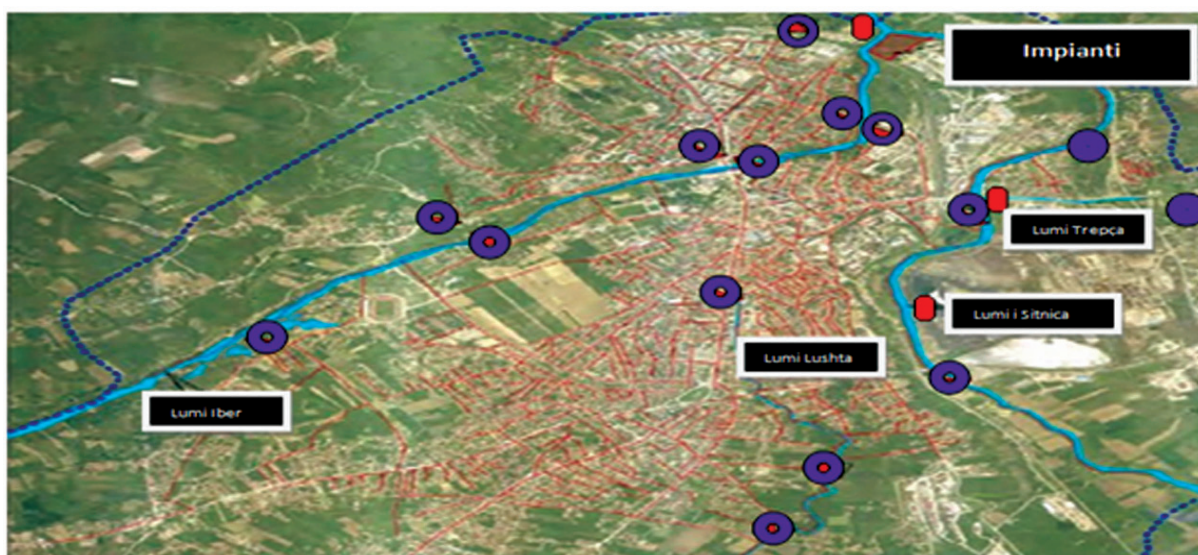 Impianti
Lumi Trepça
Lumi i Sitnica
Lumi Lushta
Lumi Iber